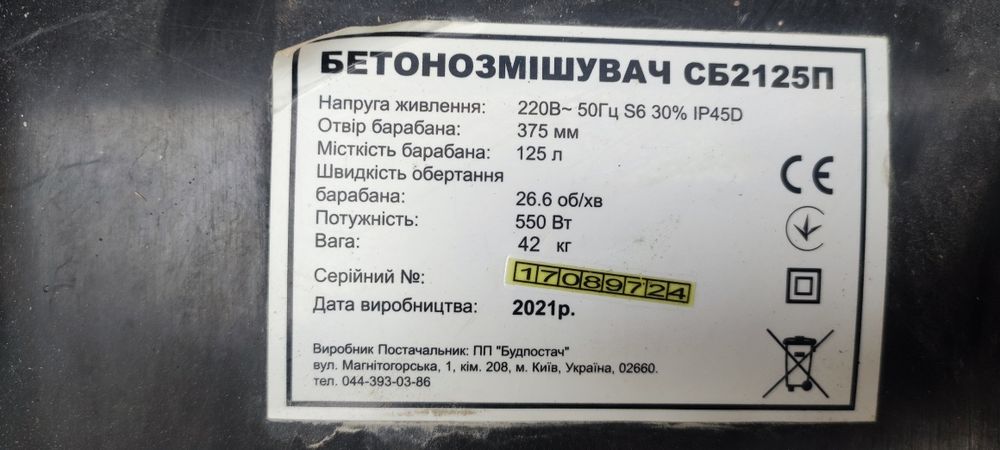 БЕТОНОЗМІШУВАЧ СБ2125П
Напруга живлення: 220В~ 50Гц S6 30% IP45D
Отвір барабана: 375 мм
Місткість барабана: 125 л
Швидкість обертання
барабана: 26.6 об/хв
Потужність: 550 Вт
Вага: 42 кг
Серійний №: 17089724
Дата виробництва: 2021р.
Виробник Постачальник: ПП "Будпостач"
вул. Магнітогорська, 1, кім. 208, м. Київ, Україна, 02660.
тел. 044-393-03-86
CE